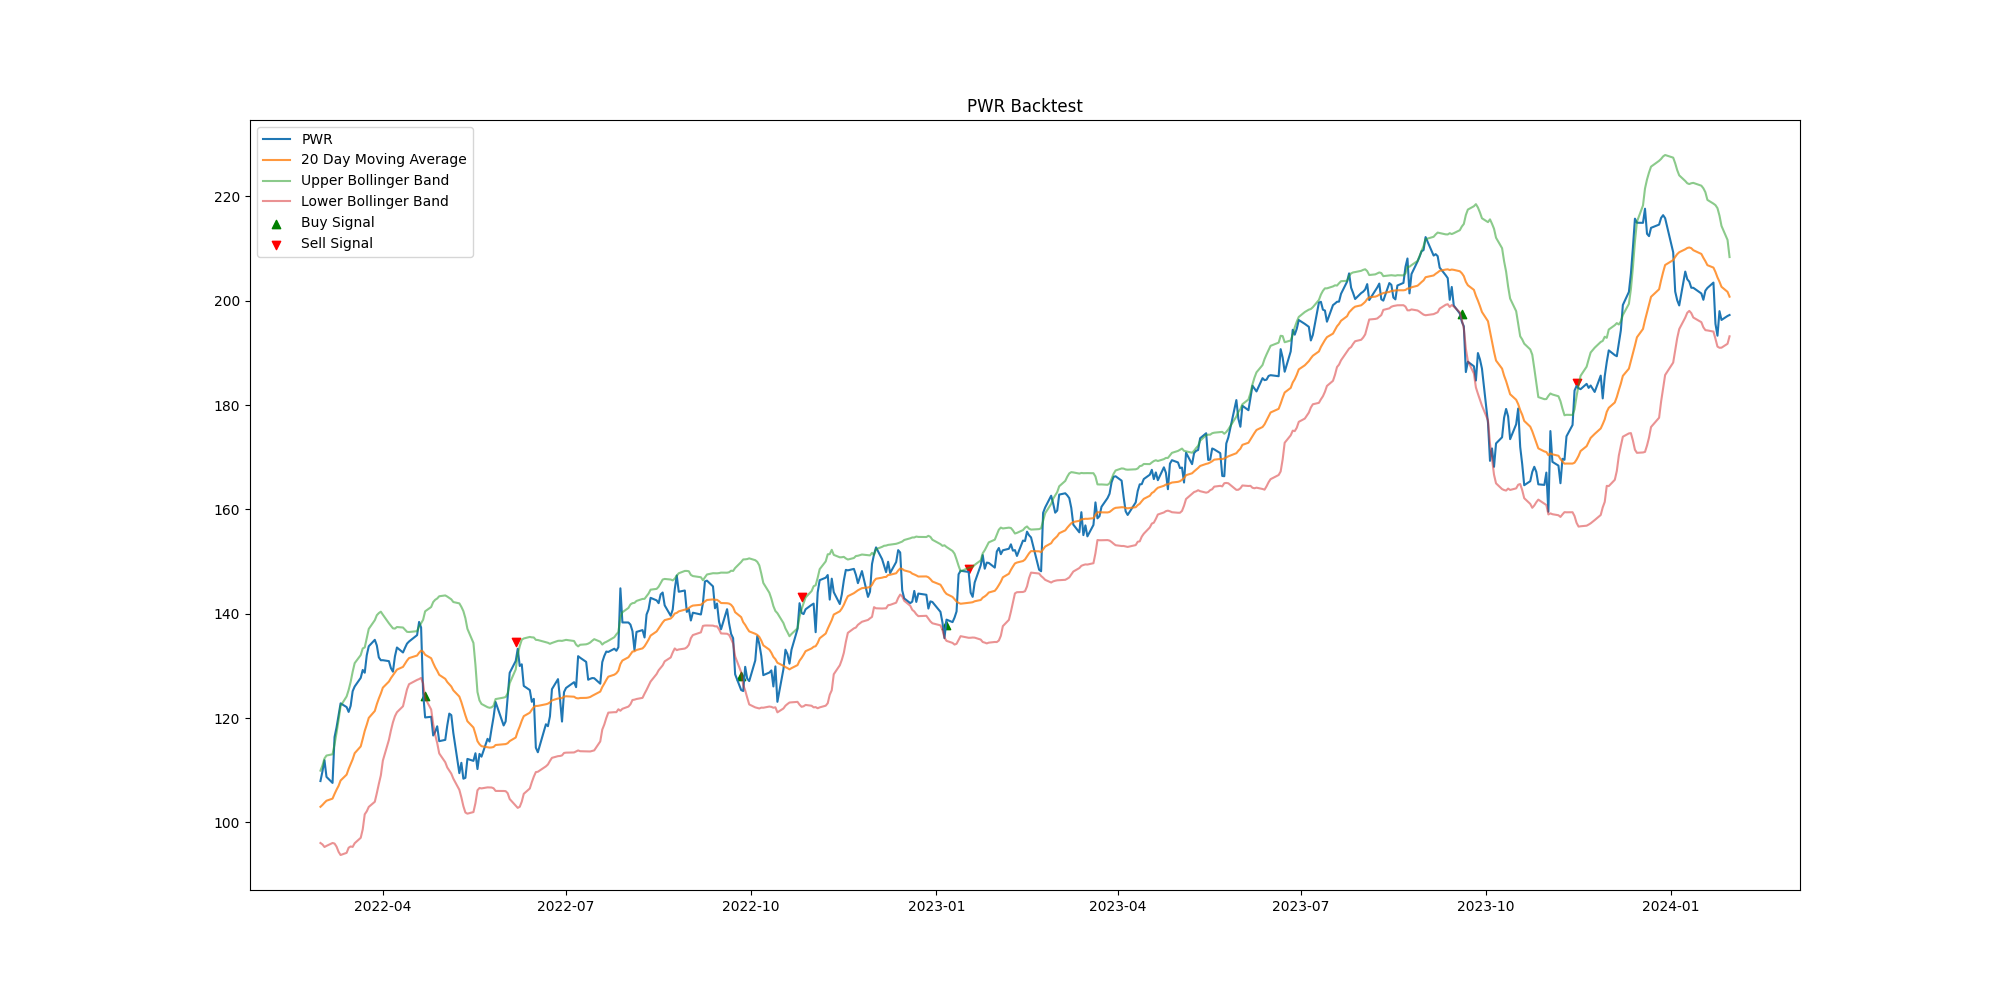 PWR Backtest
PWR
20 Day Moving Average
Upper Bollinger Band
Lower Bollinger Band
Buy Signal
Sell Signal
220
200
180
160
140
120
100
2022-04 2022-07 2022-10 2023-01 2023-04 2023-07 2023-10 2024-01